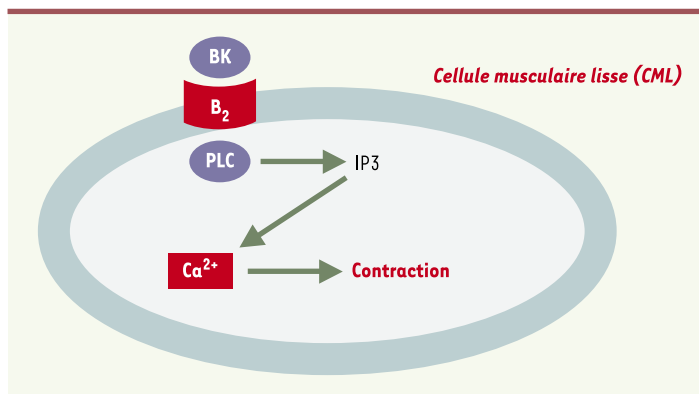 BK
Cellule musculaire lisse (CML)
B2
PLC
IP3
Ca2+
Contraction